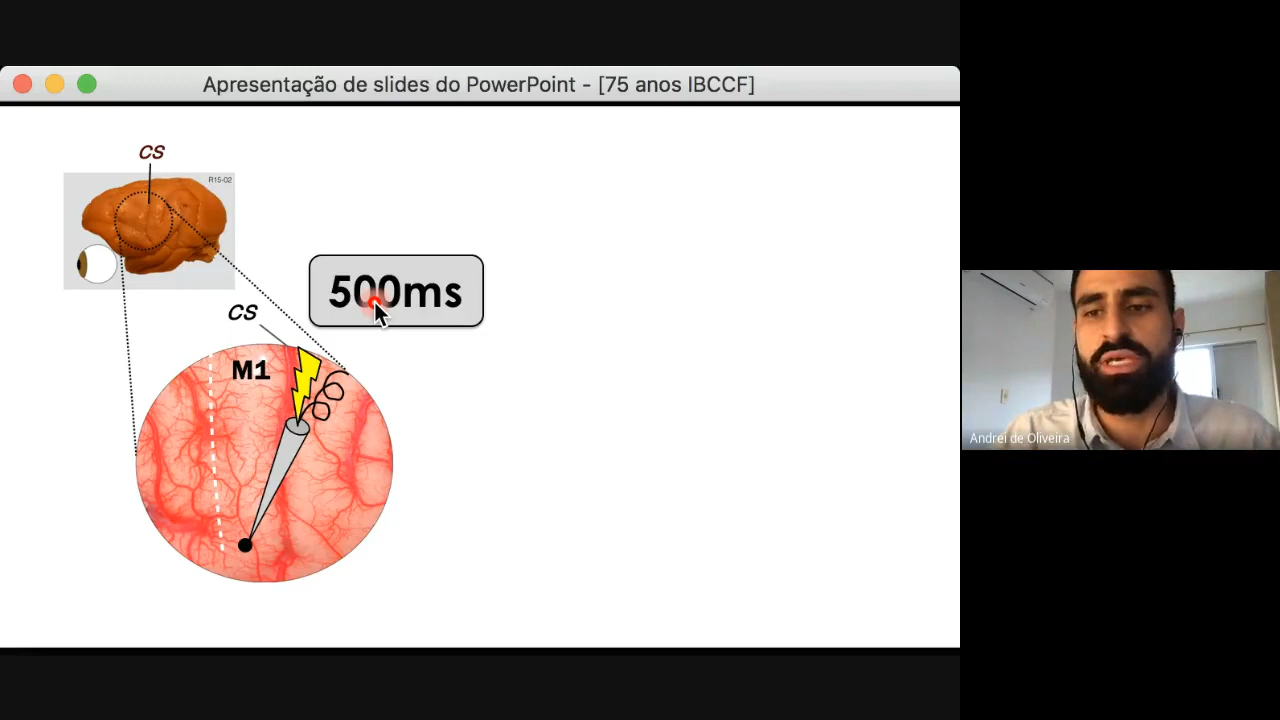 Apresentação de slides do PowerPoint - [75 anos IBCCF]
CS
R15-02
500ms
CS
M1
Andrei de Oliveira